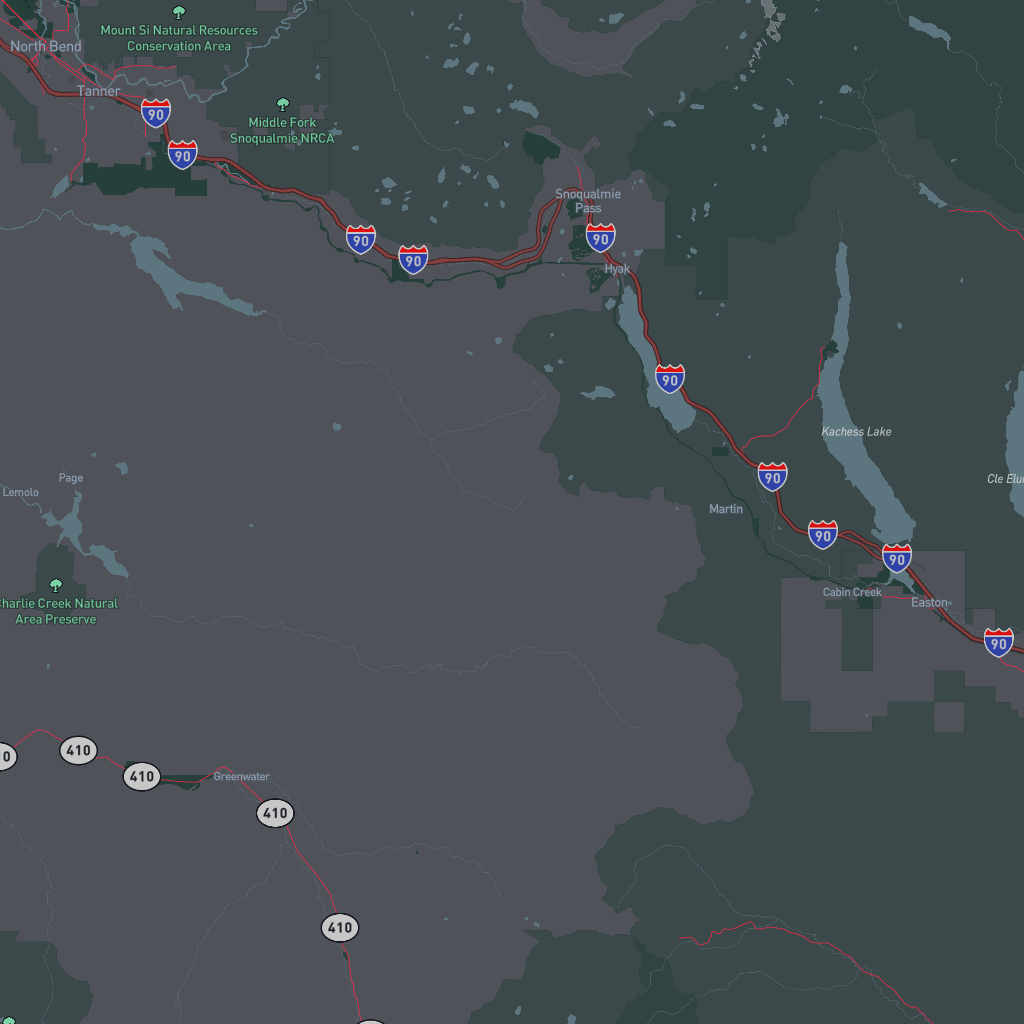 Mount Si Natural Resources
Conservation Area
North Bend
Tanner
90
90
Middle Fork
Snoqualmie NRCA
Snoqualmie
Pass
90
90
90
Hyak
90
Kachess Lake
90
Page
Lemolo
Martin
90
90
Cabin Creek
Easton
Charlie Creek Natural
Area Preserve
90
410
410
Greenwater
410
410